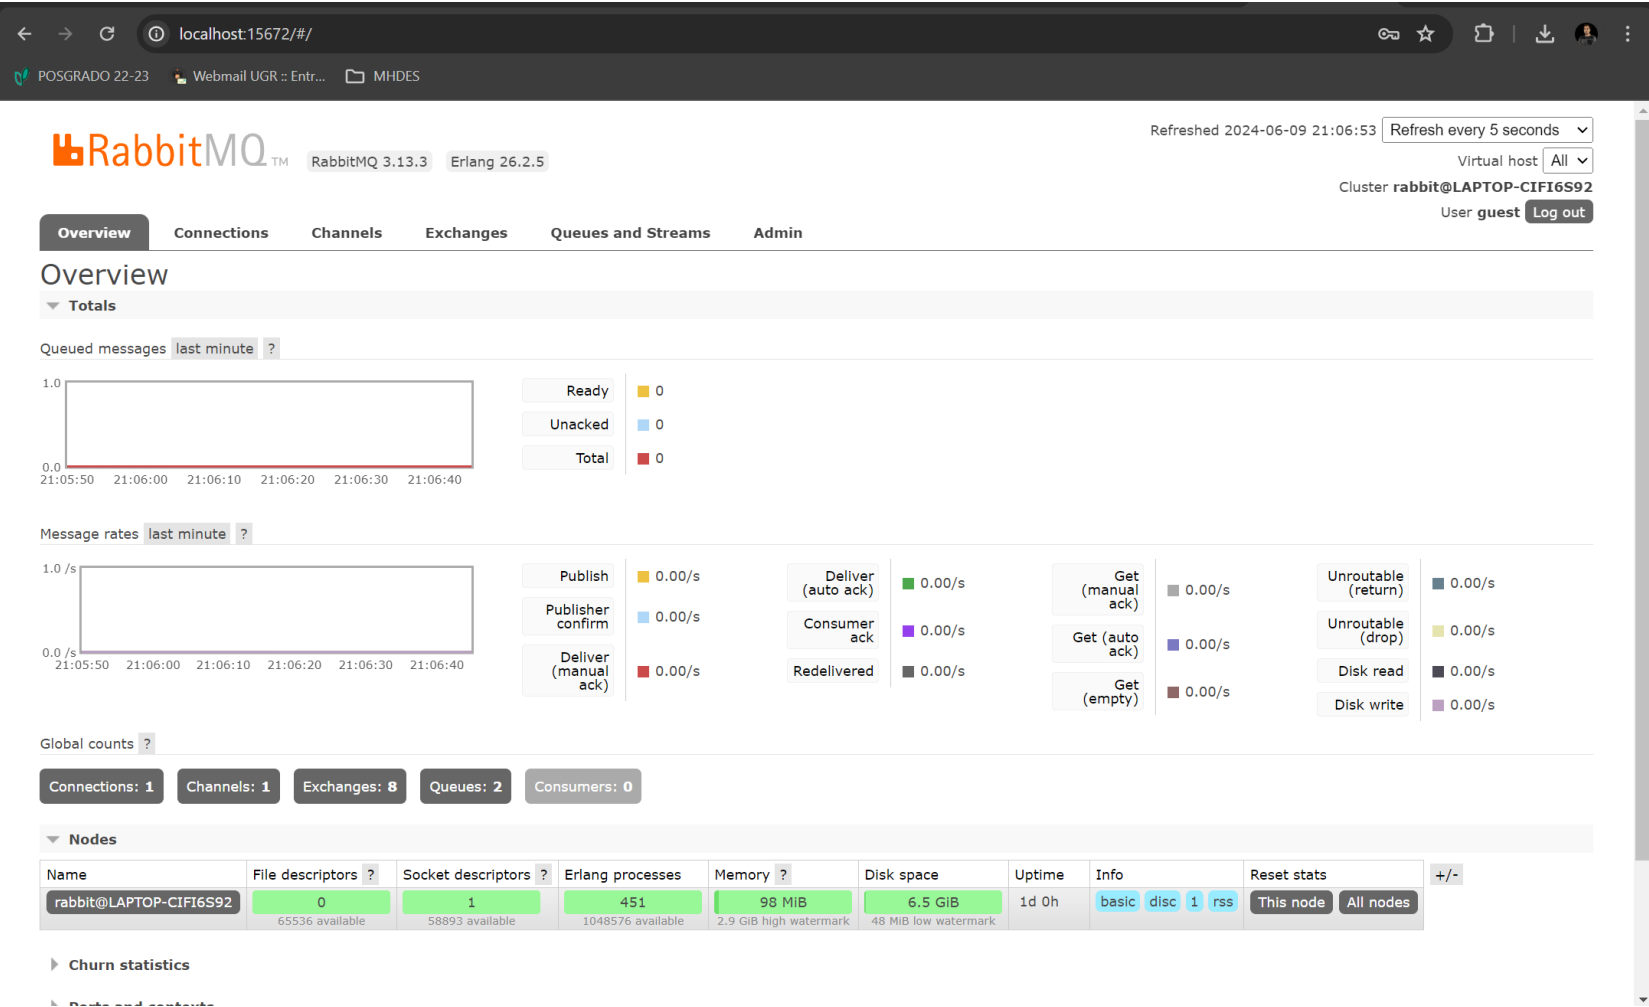 localhost:15672/#/
POSGRADO 22-23 Webmail UGR :: Entr... MHDES
RabbitMQ TM RabbitMQ 3.13.3 Erlang 26.2.5
Refreshed 2024-06-09 21:06:53 Refresh every 5 seconds
Virtual host All
Cluster rabbit@LAPTOP-CIFI6S92
User guest Log out
Overview Connections Channels Exchanges Queues and Streams Admin
Overview
Totals
Queued messages last minute ?
1.0
0.0
21:05:50 21:06:00 21:06:10 21:06:20 21:06:30 21:06:40
Ready 0
Unacked 0
Total 0
Message rates last minute ?
1.0 /s
0.0 /s
21:05:50 21:06:00 21:06:10 21:06:20 21:06:30 21:06:40
Publish 0.00/s
Publisher
confirm 0.00/s
Deliver
(manual 0.00/s
ack)
Deliver
(auto ack) 0.00/s
Consumer
ack 0.00/s
Redelivered 0.00/s
Get
(manual 0.00/s
ack)
Get (auto
ack) 0.00/s
Get
(empty) 0.00/s
Unroutable
(return) 0.00/s
Unroutable
(drop) 0.00/s
Disk read 0.00/s
Disk write 0.00/s
Global counts ?
Connections: 1 Channels: 1 Exchanges: 8 Queues: 2 Consumers: 0
Nodes
Name File descriptors ? Socket descriptors ? Erlang processes Memory ? Disk space Uptime Info Reset stats +/-
rabbit@LAPTOP-CIFI6S92 0 1 451 98 MiB 6.5 GiB 1d 0h basic disc 1 rss This node All nodes
65536 available 58893 available 1048576 available 2.9 GiB high watermark 48 MiB low watermark
Churn statistics
Ports and contexts